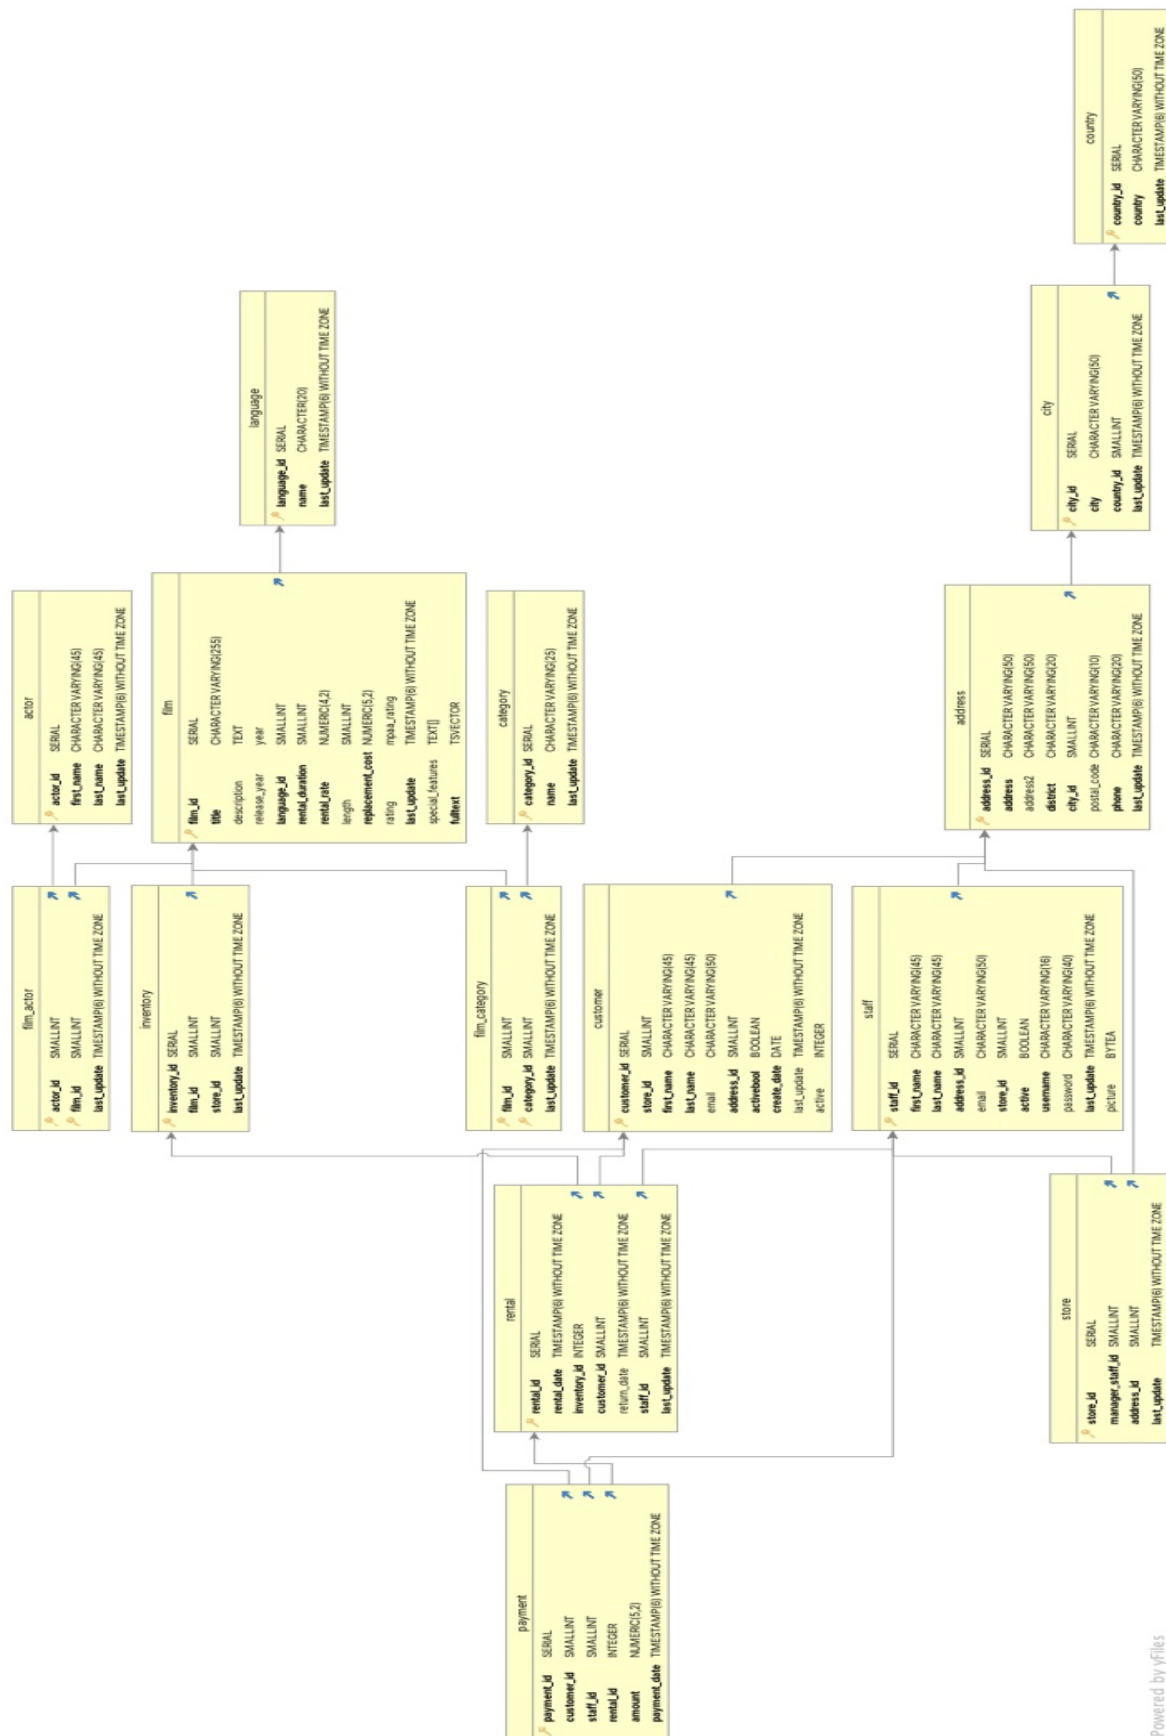 actor
actor_id SERIAL
first_name CHARACTER VARYING(45)
last_name CHARACTER VARYING(45)
last_update TIMESTAMP(6) WITHOUT TIME ZONE
film_actor
actor_id SMALLINT
film_id SMALLINT
last_update TIMESTAMP(6) WITHOUT TIME ZONE
film
film_id SERIAL
title CHARACTER VARYING(255)
description TEXT
release_year year
language_id SMALLINT
rental_duration SMALLINT
rental_rate NUMERIC(4,2)
length SMALLINT
replacement_cost NUMERIC(5,2)
rating mpaa_rating
last_update TIMESTAMP(6) WITHOUT TIME ZONE
special_features TEXT[]
fulltext TSVECTOR
language
language_id SERIAL
name CHARACTER(20)
last_update TIMESTAMP(6) WITHOUT TIME ZONE
inventory
inventory_id SERIAL
film_id SMALLINT
store_id SMALLINT
last_update TIMESTAMP(6) WITHOUT TIME ZONE
category
category_id SERIAL
name CHARACTER VARYING(25)
last_update TIMESTAMP(6) WITHOUT TIME ZONE
film_category
film_id SMALLINT
category_id SMALLINT
last_update TIMESTAMP(6) WITHOUT TIME ZONE
payment
payment_id SERIAL
customer_id SMALLINT
staff_id SMALLINT
rental_id INTEGER
amount NUMERIC(5,2)
payment_date TIMESTAMP(6) WITHOUT TIME ZONE
rental
rental_id SERIAL
rental_date TIMESTAMP(6) WITHOUT TIME ZONE
inventory_id INTEGER
customer_id SMALLINT
return_date TIMESTAMP(6) WITHOUT TIME ZONE
staff_id SMALLINT
last_update TIMESTAMP(6) WITHOUT TIME ZONE
customer
customer_id SERIAL
store_id SMALLINT
first_name CHARACTER VARYING(45)
last_name CHARACTER VARYING(45)
email CHARACTER VARYING(50)
address_id SMALLINT
activebool BOOLEAN
create_date DATE
last_update TIMESTAMP(6) WITHOUT TIME ZONE
active INTEGER
staff
staff_id SERIAL
first_name CHARACTER VARYING(45)
last_name CHARACTER VARYING(45)
address_id SMALLINT
email CHARACTER VARYING(50)
store_id SMALLINT
active BOOLEAN
username CHARACTER VARYING(16)
password CHARACTER VARYING(40)
last_update TIMESTAMP(6) WITHOUT TIME ZONE
picture BYTEA
address
address_id SERIAL
address CHARACTER VARYING(50)
address2 CHARACTER VARYING(50)
district CHARACTER VARYING(20)
city_id SMALLINT
postal_code CHARACTER VARYING(10)
phone CHARACTER VARYING(20)
last_update TIMESTAMP(6) WITHOUT TIME ZONE
city
city_id SERIAL
city CHARACTER VARYING(50)
country_id SMALLINT
last_update TIMESTAMP(6) WITHOUT TIME ZONE
country
country_id SERIAL
country CHARACTER VARYING(50)
last_update TIMESTAMP(6) WITHOUT TIME ZONE
store
store_id SERIAL
manager_staff_id SMALLINT
address_id SMALLINT
last_update TIMESTAMP(6) WITHOUT TIME ZONE
Powered by yFiles